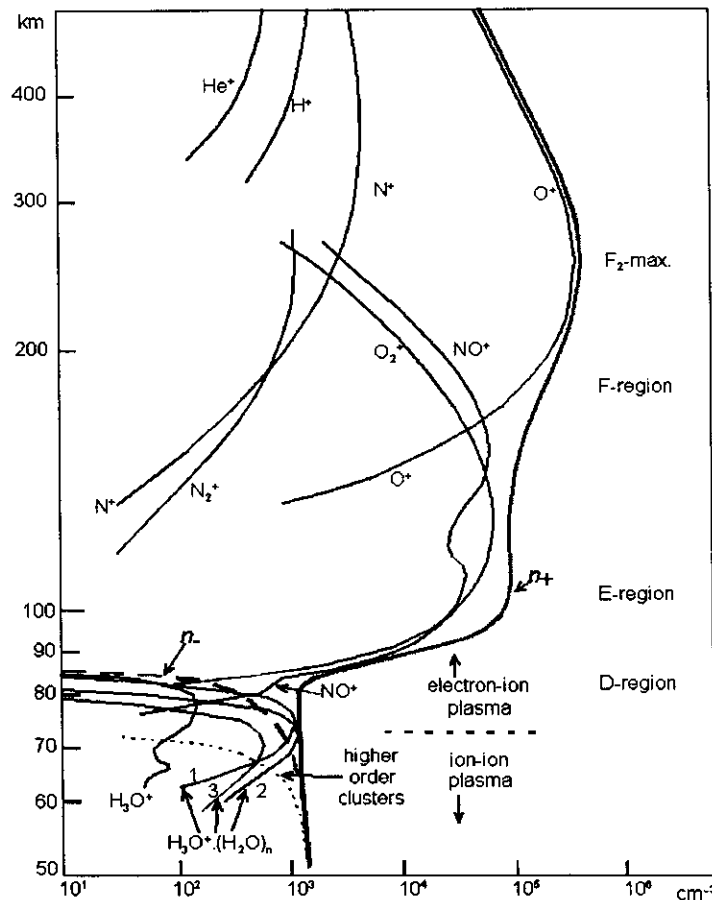 km
He⁺
400
H⁺
N⁺
300
O⁺
F₂-max.
O₂⁺
NO⁺
200
F-region
O⁺
N₂⁺
N⁺
n₊
100
E-region
n₋
90
NO⁺
electron-ion
plasma
D-region
80
70
higher
order
clusters
ion-ion
plasma
1
3
2
H₃O⁺
60
H₃O⁺.(H₂O)ₙ
50
10¹
10²
10³
10⁴
10⁵
10⁶
cm⁻³